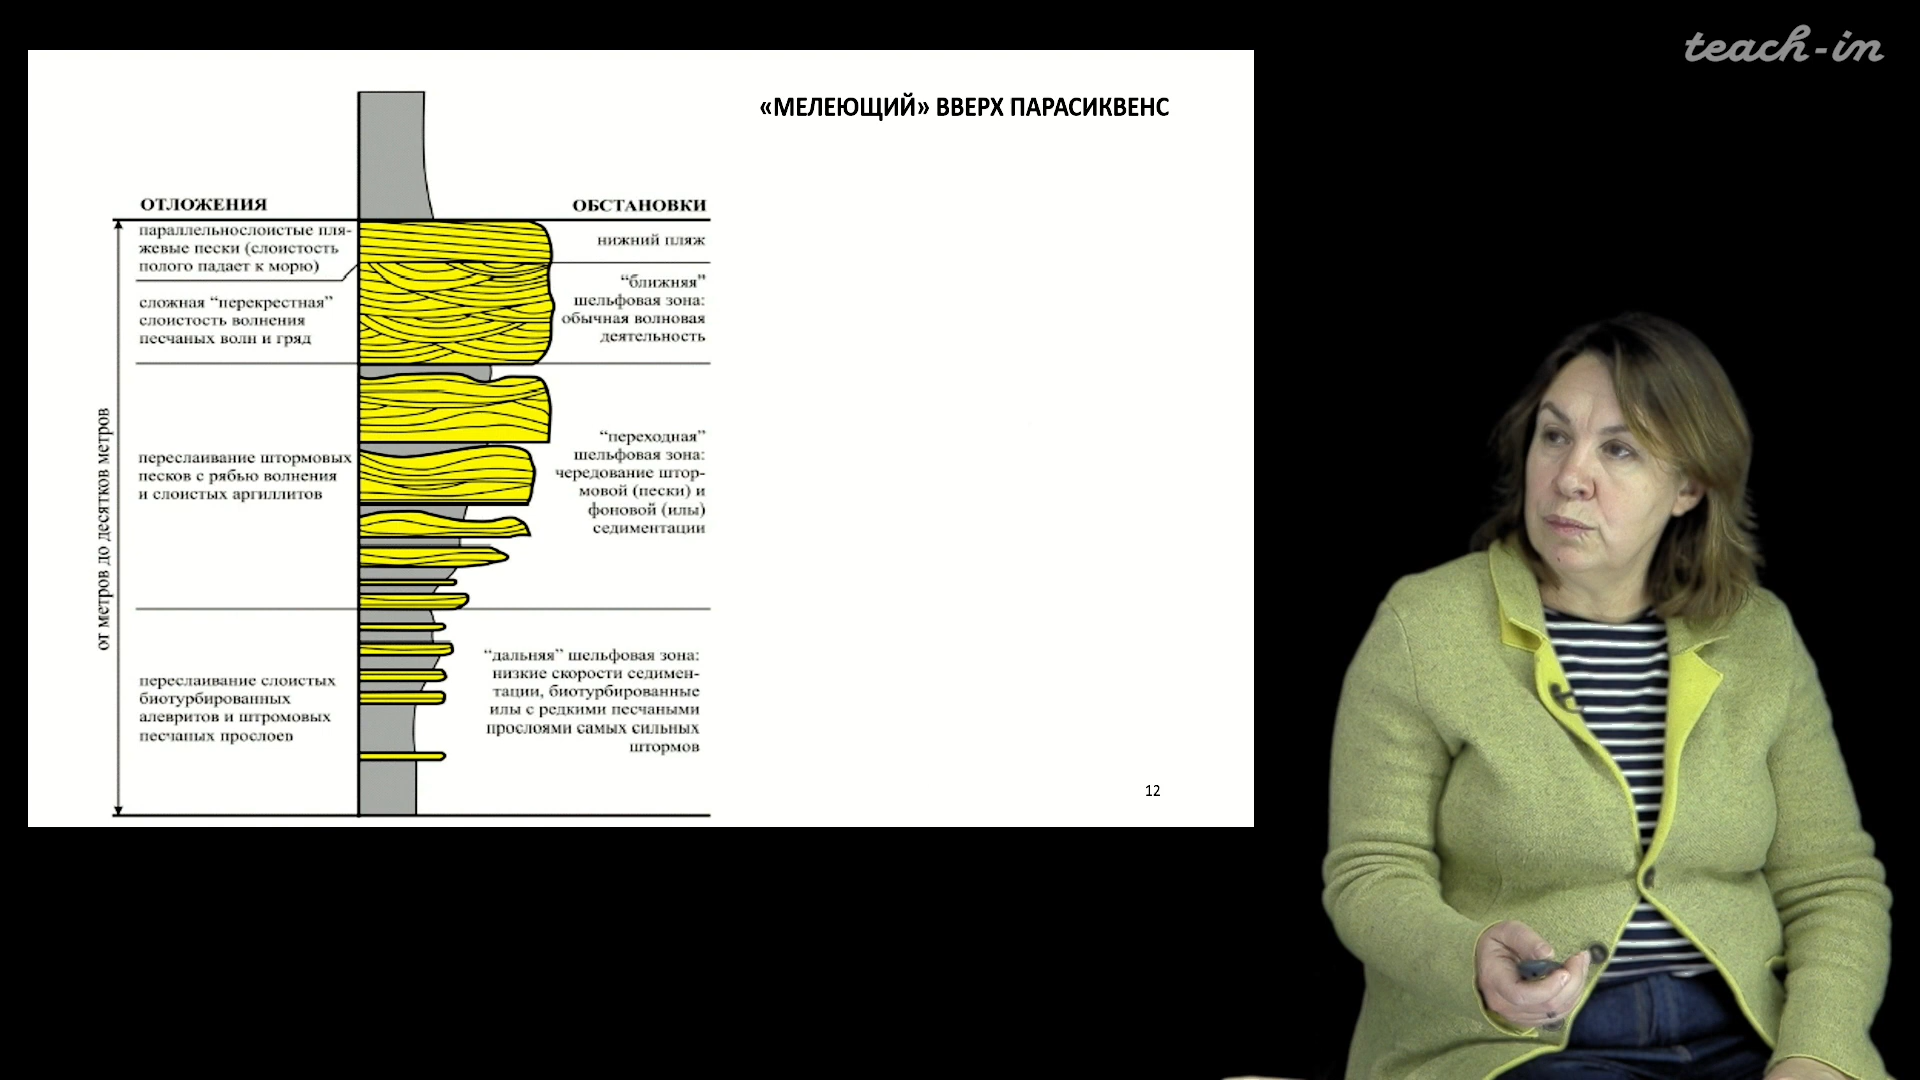 teach-in
«МЕЛЕЮЩИЙ» ВВЕРХ ПАРАСИКВЕНС
ОТЛОЖЕНИЯ
ОБСТАНОВКИ
параллельнослоистые пля-
жевые пески (слоистость
полого падает к морю)
нижний пляж
сложная “перекрестная”
слоистость волнения
песчаных волн и гряд
“ближняя”
шельфовая зона:
обычная волновая
деятельность
переслаивание штормовых
песков с рябью волнения
и слоистых аргиллитов
“переходная”
шельфовая зона:
чередование штор-
мовой (пески) и
фоновой (илы)
седиментации
переслаивание слоистых
биотурбированных
алевритов и штромовых
песчаных прослоев
“дальняя” шельфовая зона:
низкие скорости седимен-
тации, биотурбированные
илы с редкими песчаными
прослоями самых сильных
штормов
от метров до десятков метров
12